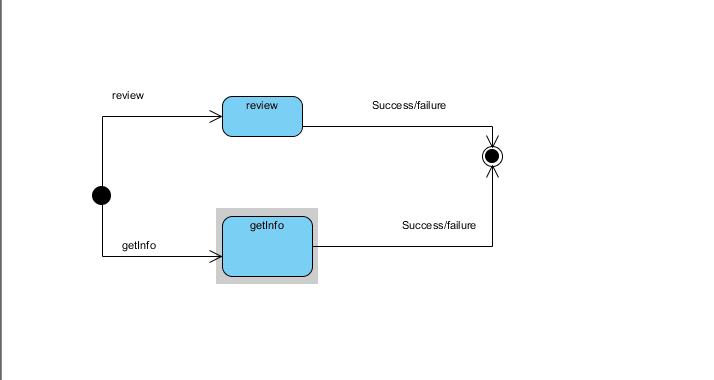 review
review
Success/failure
getInfo
getInfo
Success/failure